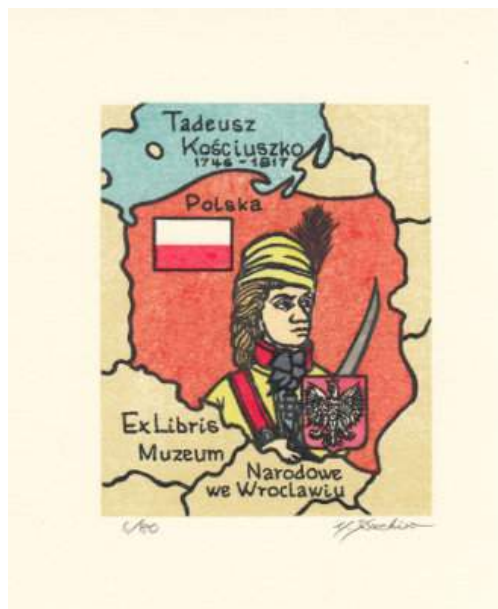 Tadeusz
Kościuszko
1746 - 1817
Polska
Ex Libris
Muzeum
Narodowe
we Wrocławiu